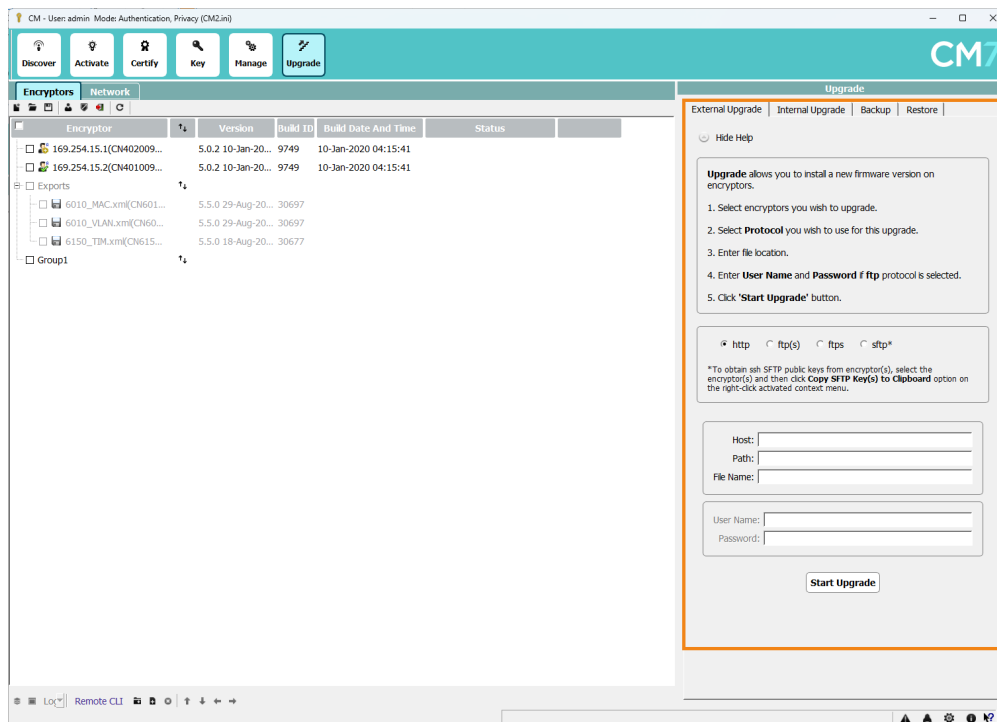 CM - User: admin Mode: Authentication, Privacy (CM2.ini)
Discover Activate Certify Key Manage Upgrade
CM7
Encryptors Network
Encryptor Version Build ID Build Date And Time Status
169.254.15.1(CN402009... 5.0.2 10-Jan-20... 9749 10-Jan-2020 04:15:41
169.254.15.2(CN401009... 5.0.2 10-Jan-20... 9749 10-Jan-2020 04:15:41
Exports
6010_MAC.xml(CN601... 5.5.0 29-Aug-20... 30697
6010_VLAN.xml(CN60... 5.5.0 29-Aug-20... 30697
6150_TIM.xml(CN615... 5.5.0 18-Aug-20... 30677
Group1
Upgrade
External Upgrade Internal Upgrade Backup Restore
Hide Help
Upgrade allows you to install a new firmware version on
encryptors.
1. Select encryptors you wish to upgrade.
2. Select Protocol you wish to use for this upgrade.
3. Enter file location.
4. Enter User Name and Password if ftp protocol is selected.
5. Click 'Start Upgrade' button.
http ftp(s) ftps sftp*
*To obtain ssh SFTP public keys from encryptor(s), select the
encryptor(s) and then click Copy SFTP Key(s) to Clipboard option on
the right-click activated context menu.
Host:
Path:
File Name:
User Name:
Password:
Start Upgrade
Remote CLI